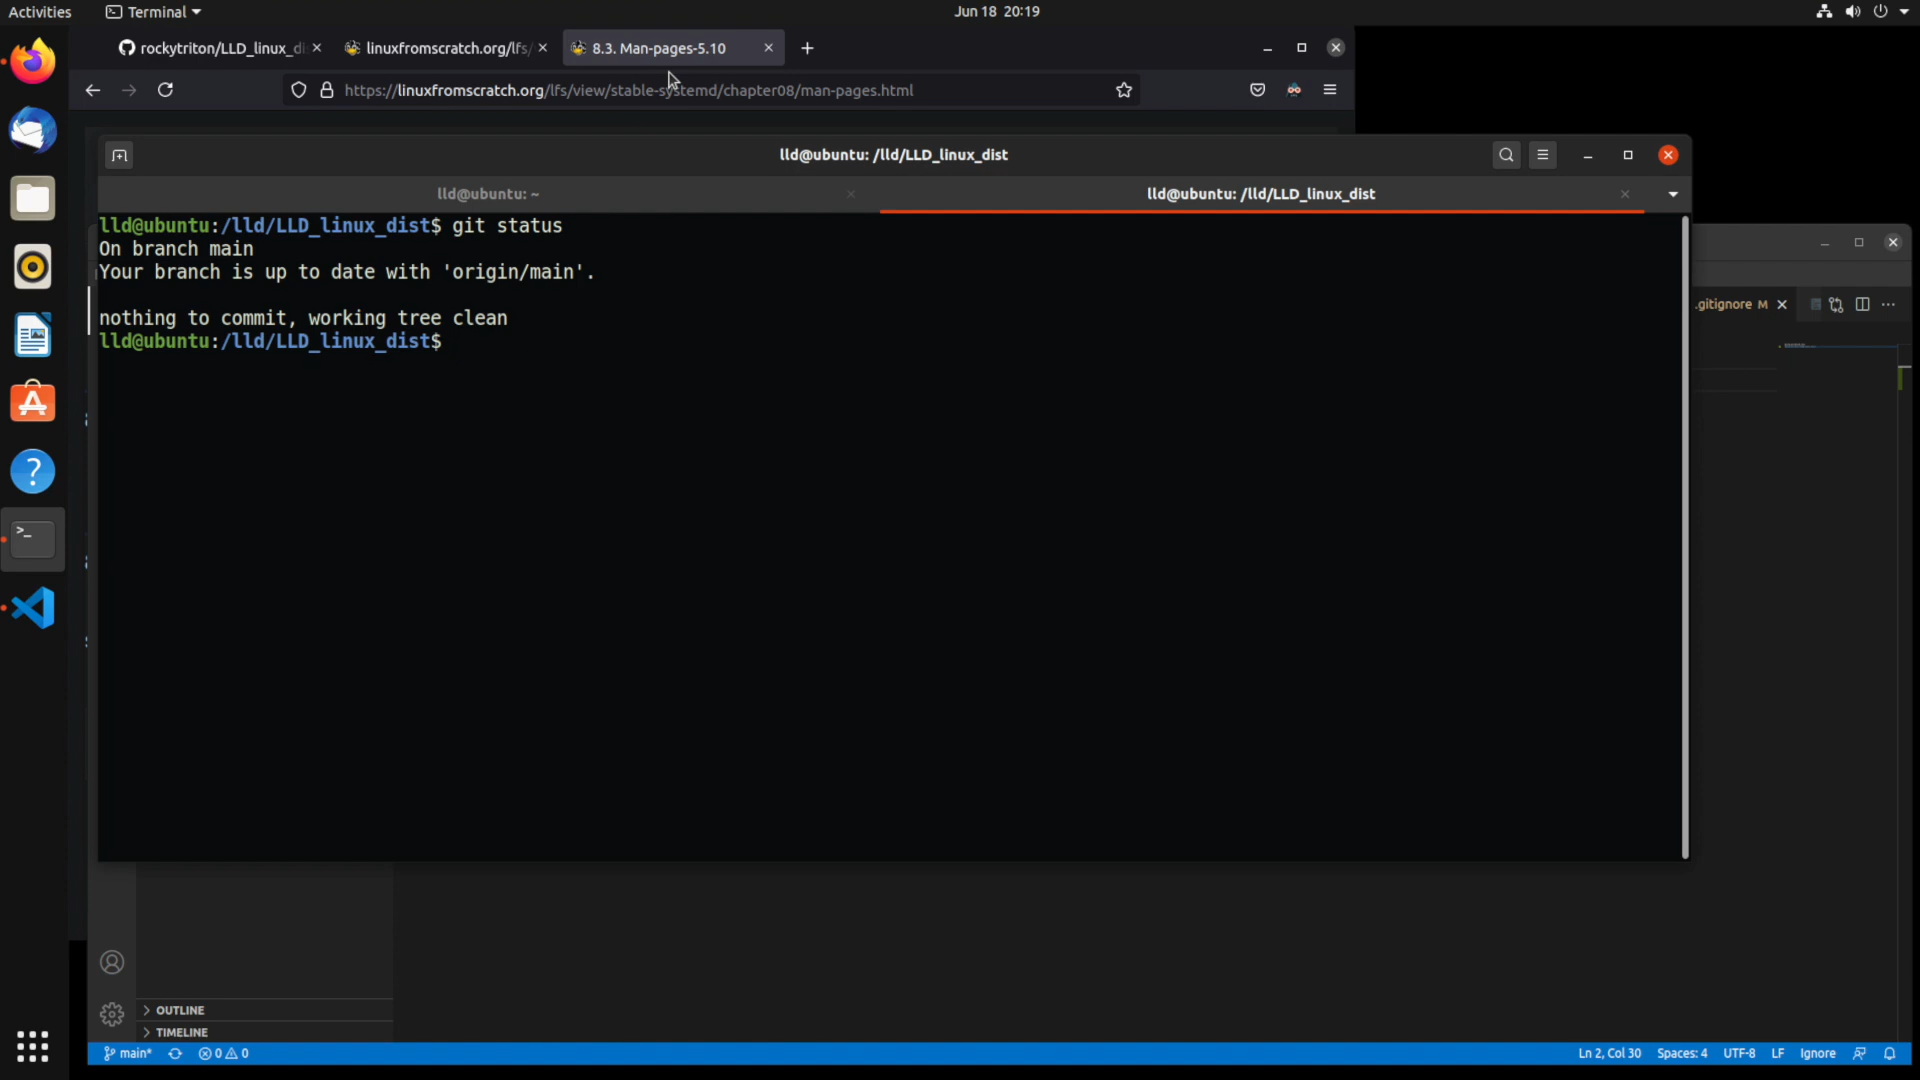 Activities
Terminal
Jun 18 20:19
rockytriton/LLD_linux_di
linuxfromscratch.org/lfs/
8.3. Man-pages-5.10
https://linuxfromscratch.org/lfs/view/stable-systemd/chapter08/man-pages.html
lld@ubuntu: /lld/LLD_linux_dist
lld@ubuntu: ~
lld@ubuntu: /lld/LLD_linux_dist
lld@ubuntu:/lld/LLD_linux_dist$ git status
On branch main
Your branch is up to date with 'origin/main'.
nothing to commit, working tree clean
lld@ubuntu:/lld/LLD_linux_dist$
.gitignore M
OUTLINE
TIMELINE
main*
0
0
Ln 2, Col 30
Spaces: 4
UTF-8
LF
Ignore